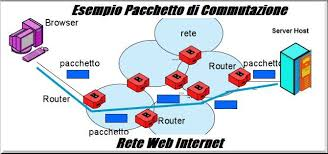 Esempio Pacchetto di Commutazione
Browser
rete
Server Host
pacchetto
Router
Router
Router
pacchetto
pacchetto
Rete Web Internet